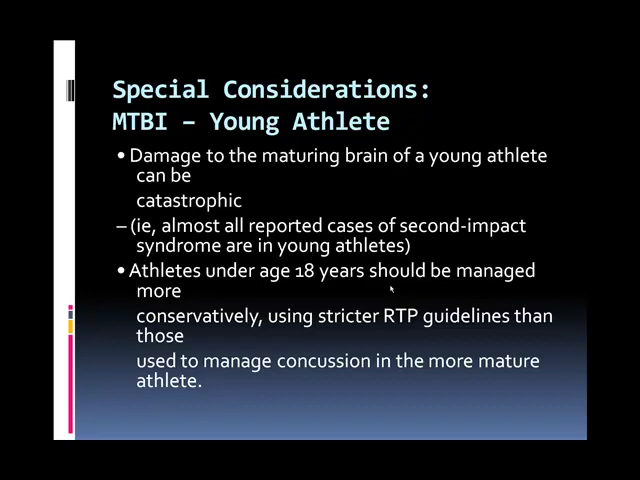 Special Considerations:
MTBI – Young Athlete
• Damage to the maturing brain of a young athlete
can be
catastrophic
– (ie, almost all reported cases of second-impact
syndrome are in young athletes)
• Athletes under age 18 years should be managed
more
conservatively, using stricter RTP guidelines than
those
used to manage concussion in the more mature
athlete.